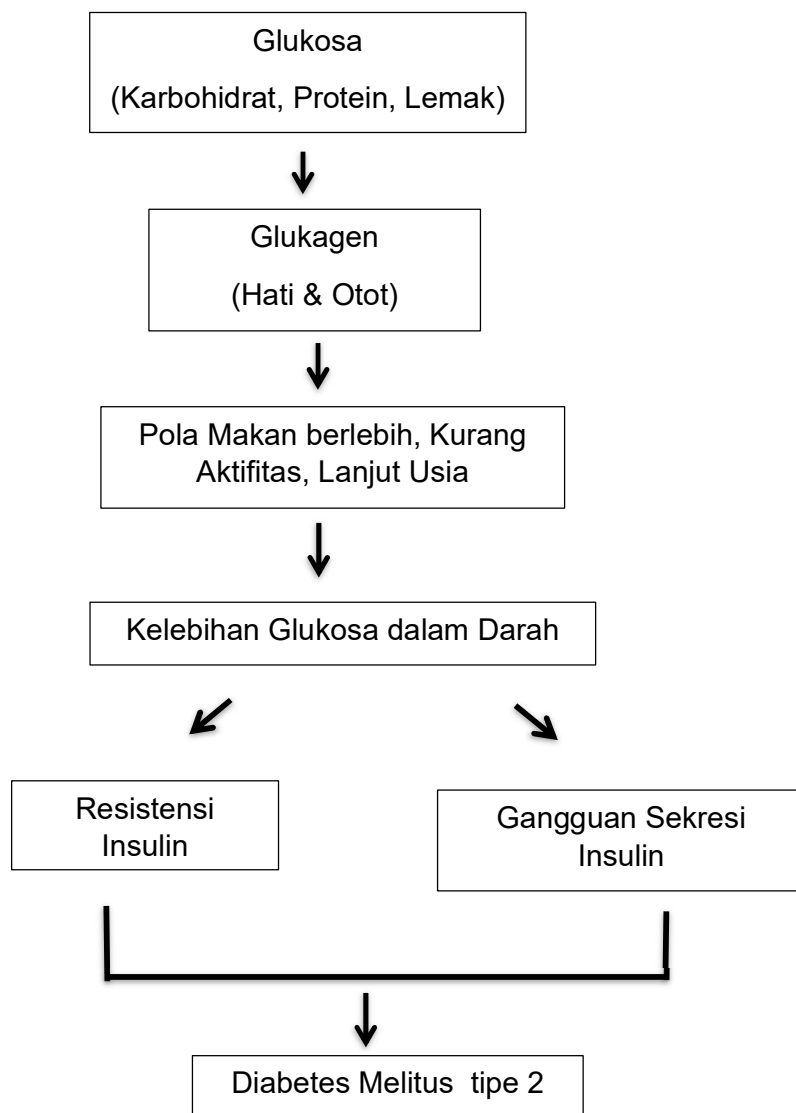 Glukosa
(Karbohidrat, Protein, Lemak)
Glukagen
(Hati & Otot)
Pola Makan berlebih, Kurang
Aktifitas, Lanjut Usia
Kelebihan Glukosa dalam Darah
Resistensi
Insulin
Gangguan Sekresi
Insulin
Diabetes Melitus tipe 2